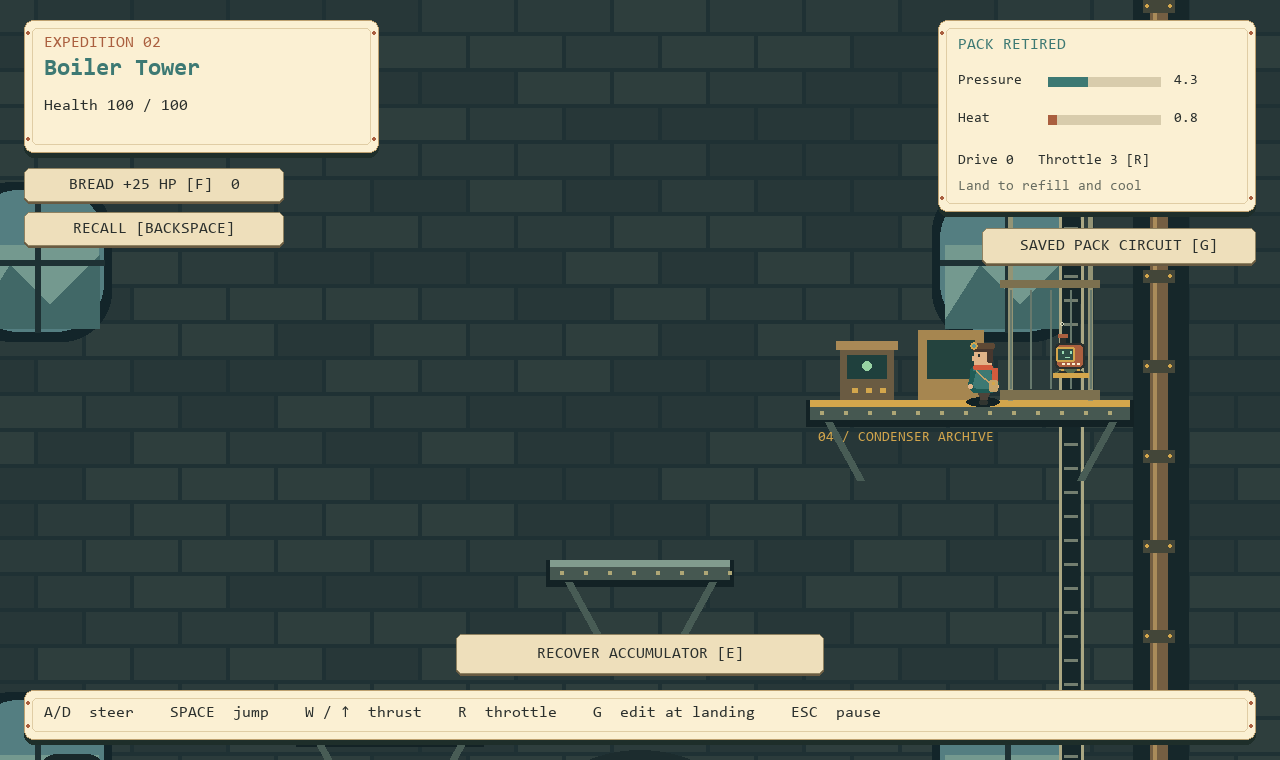 EXPEDITION 02
Boiler Tower
Health 100 / 100
BREAD +25 HP [F]  0
RECALL [BACKSPACE]
PACK RETIRED
Pressure 4.3
Heat 0.8
Drive 0   Throttle 3 [R]
Land to refill and cool
SAVED PACK CIRCUIT [G]
04 / CONDENSER ARCHIVE
RECOVER ACCUMULATOR [E]
A/D  steer    SPACE  jump    W / ↑  thrust    R  throttle    G  edit at landing    ESC  pause